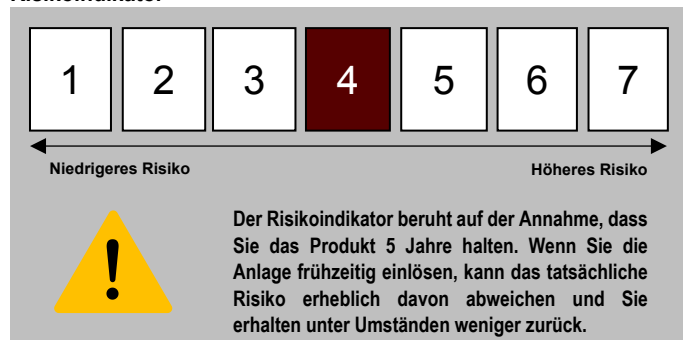 Risikoindikator
1 2 3 4 5 6 7
Niedrigeres Risiko Höheres Risiko
Der Risikoindikator beruht auf der Annahme, dass
Sie das Produkt 5 Jahre halten. Wenn Sie die
Anlage frühzeitig einlösen, kann das tatsächliche
Risiko erheblich davon abweichen und Sie
erhalten unter Umständen weniger zurück.